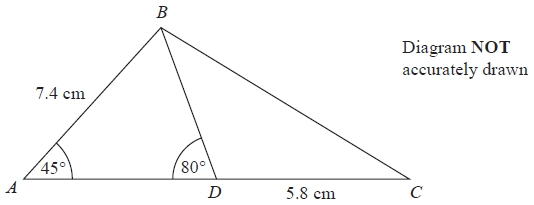 B
Diagram NOT
accurately drawn
7.4 cm
45°
80°
A
D
5.8 cm
C